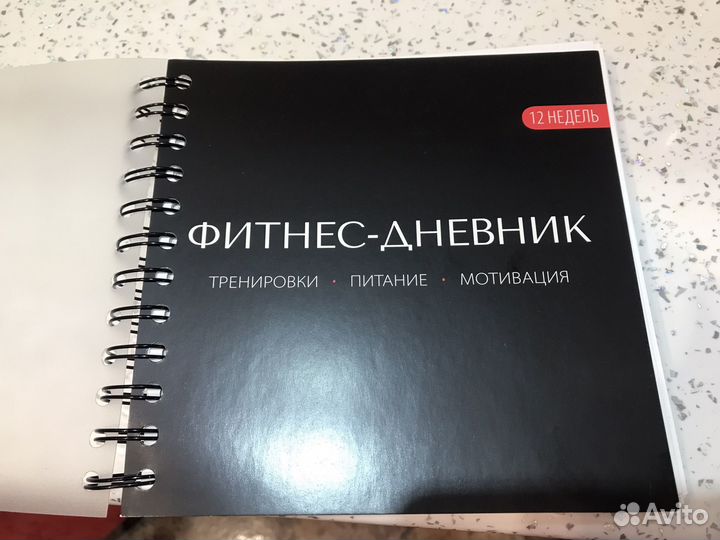 12 НЕДЕЛЬ
ФИТНЕС-ДНЕВНИК
ТРЕНИРОВКИ • ПИТАНИЕ • МОТИВАЦИЯ
Avito